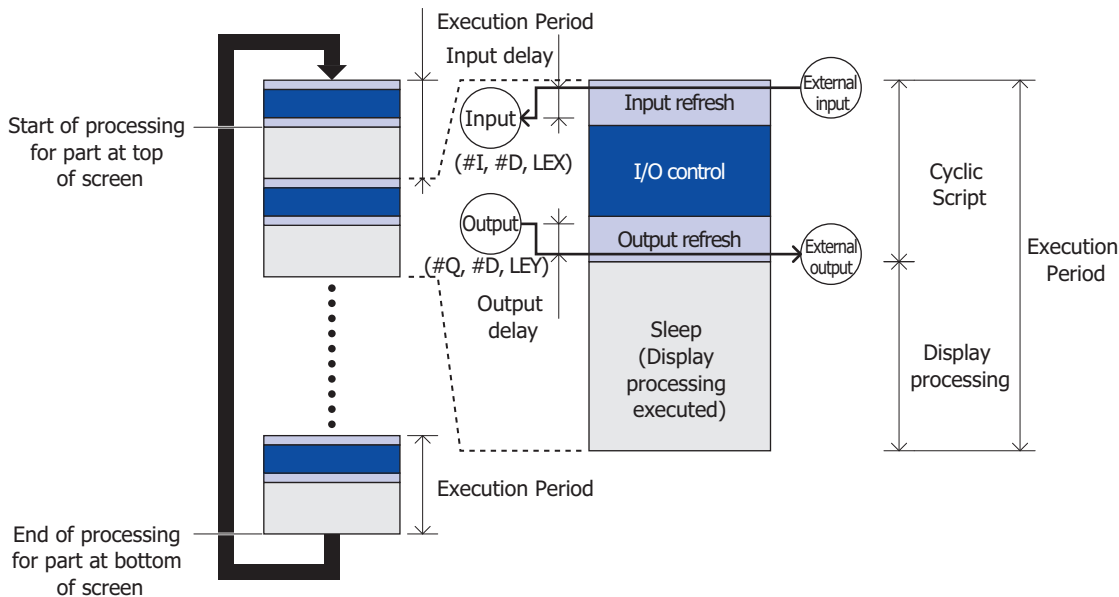 Execution Period
Input delay
Start of processing
for part at top
of screen
Input
(#I, #D, LEX)
Output
(#Q, #D, LEY)
Output
delay
Input refresh
I/O control
Output refresh
Sleep
(Display
processing
executed)
External
input
External
output
Cyclic
Script
Display
processing
Execution
Period
Execution Period
End of processing
for part at bottom
of screen